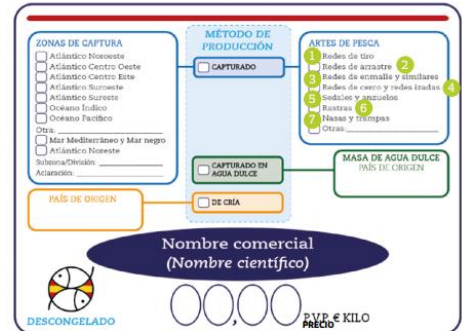 ZONAS DE CAPTURA
Atlántico Noroeste
Atlántico Centro Oeste
Atlántico Centro Este
Atlántico Suroeste
Atlántico Sureste
Océano Índico
Océano Pacífico
Otra:
Mar Mediterráneo y Mar negro
Atlántico Noreste
Subzona/División:
Aclaración:
MÉTODO DE
PRODUCCIÓN
CAPTURADO
ARTES DE PESCA
1 Redes de tiro
Redes de arrastre 2
3 Redes de enmalle y similares
Redes de cerco y redes izadas 4
5 Sedales y anzuelos
Rastras 6
7 Nasas y trampas
Otras:
CAPTURADO EN
AGUA DULCE
MASA DE AGUA DULCE
PAÍS DE ORIGEN
PAÍS DE ORIGEN
DE CRÍA
Nombre comercial
(Nombre científico)
DESCONGELADO
,
P.V.P. € KILO
PRECIO